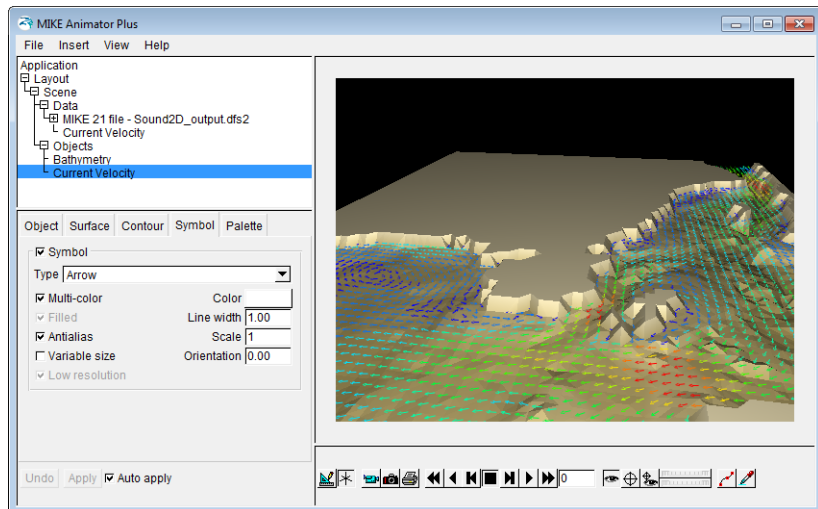 MIKE Animator Plus
File Insert View Help
Application
Layout
Scene
Data
MIKE 21 file - Sound2D_output.dfs2
Current Velocity
Objects
Bathymetry
Current Velocity
Object Surface Contour Symbol Palette
Symbol
Type Arrow
Multi-color Color
Filled Line width 1.00
Antialias Scale 1
Variable size Orientation 0.00
Low resolution
Undo Apply Auto apply
0